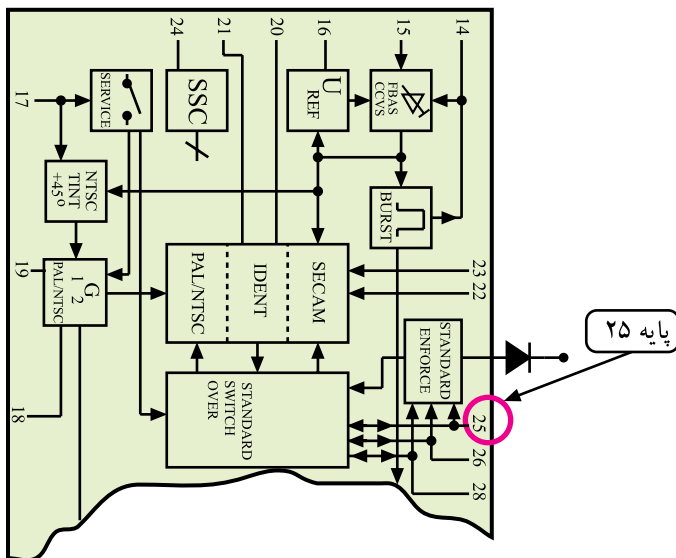 24
21
20
16
15
14
SERVICE
SSC
U
REF
FBAS
CCVS
17
NTSC
TINT
+45º
BURST
19
G
1 2
PAL/NTSC
PAL/NTSC
IDENT
SECAM
23
22
STANDARD
ENFORCE
پایه ۲۵
STANDARD
SWITCH
OVER
18
25
26
28